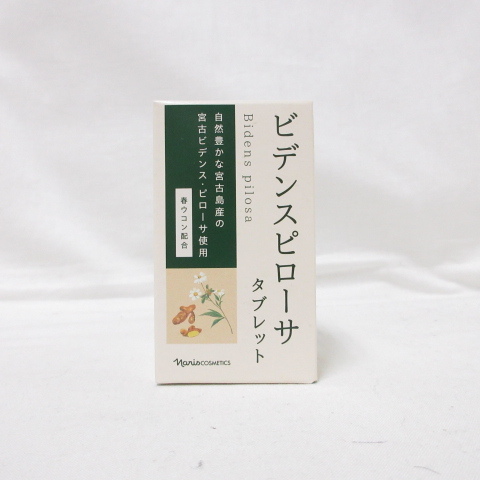 ビデンスピローサ
タブレット
Bidens pilosa
自然豊かな宮古島産の
宮古ビデンス・ピローサ使用
春ウコン配合
naris COSMETICS